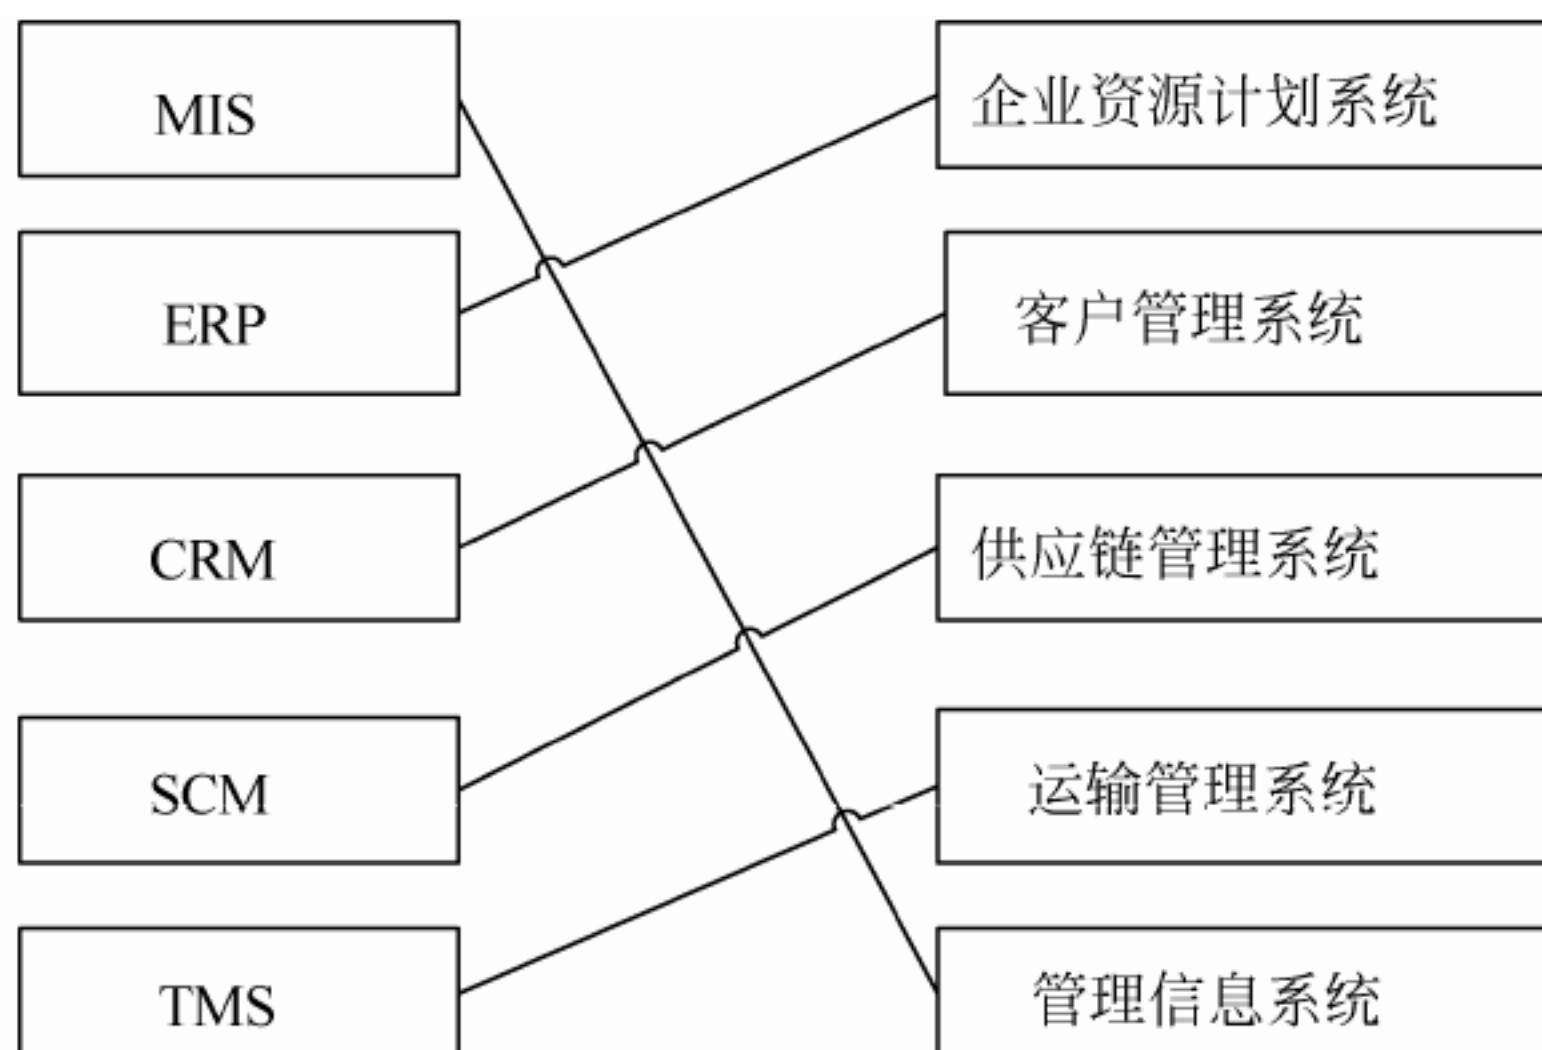 MIS
企业资源计划系统
ERP
客户管理系统
CRM
供应链管理系统
SCM
运输管理系统
TMS
管理信息系统